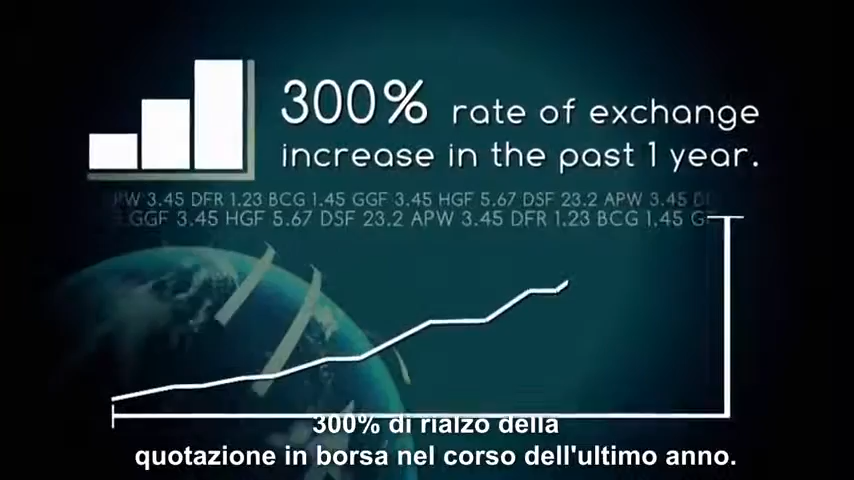 300% rate of exchange
increase in the past 1 year.
3.45 DFR 1.23 BCG 1.45 GGF 3.45 HGF 5.67 DSF 23.2 APW 3.45
GGF 3.45 HGF 5.67 DSF 23.2 APW 3.45 DFR 1.23 BCG 1.45
300% di rialzo della
quotazione in borsa nel corso dell'ultimo anno.